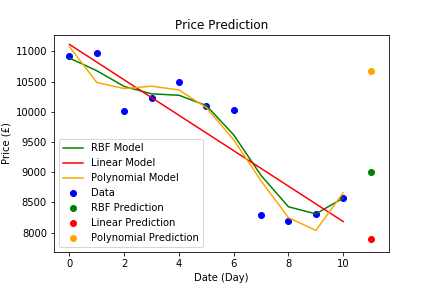 Price Prediction
11000
10500
10000
9500
9000
8500
8000
Price (£)
RBF Model
Linear Model
Polynomial Model
Data
RBF Prediction
Linear Prediction
Polynomial Prediction
0
2
4
6
8
10
Date (Day)